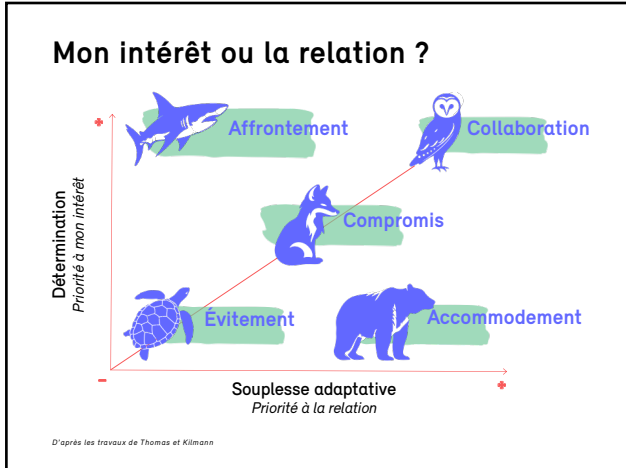 Mon intérêt ou la relation ?
+
Affrontement
Collaboration
Compromis
Détermination
Priorité à mon intérêt
Évitement
Accommodement
-
+
Souplesse adaptative
Priorité à la relation
D'après les travaux de Thomas et Kilmann